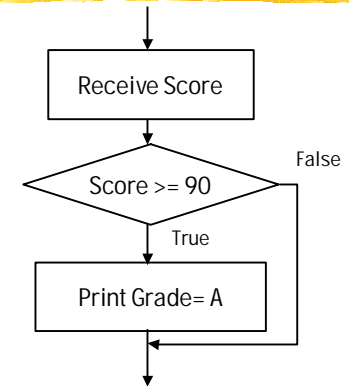 Receive Score
Score >= 90
False
True
Print Grade= A